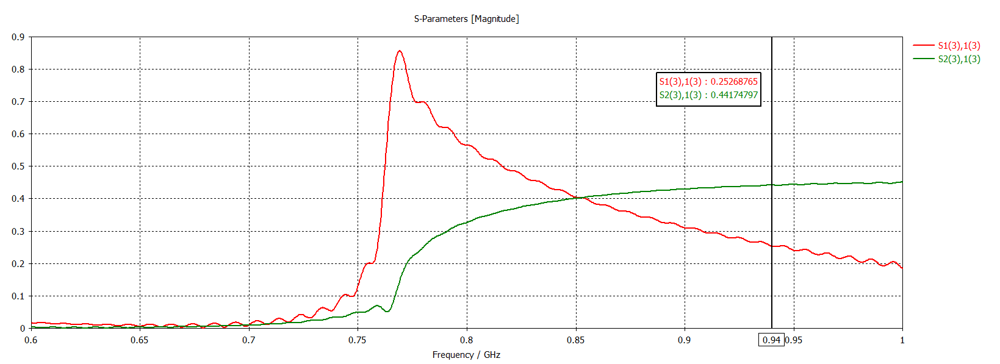 S-Parameters [Magnitude]
0.9
0.8
0.7
0.6
0.5
0.4
0.3
0.2
0.1
0
S1(3),1(3)
S2(3),1(3)
S1(3),1(3) : 0.25268765
S2(3),1(3) : 0.44174797
0.6 0.65 0.7 0.75 0.8 0.85 0.9 0.94 0.95 1
Frequency / GHz